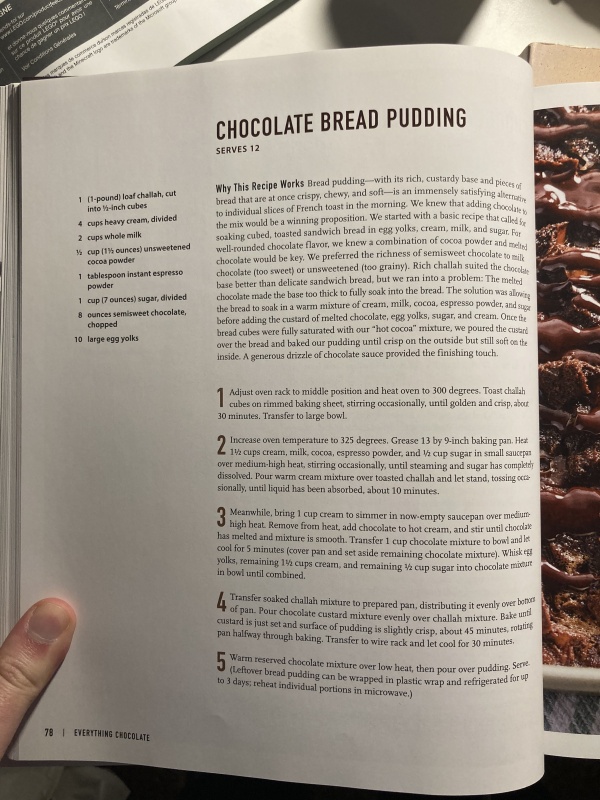 ONE
www.LEGO.com/productfeedback
Var Conditions Générales
and the Minecraft logo are trademarks of the Microsoft group
CHOCOLATE BREAD PUDDING
SERVES 12
1 (1-pound) loaf challah, cut
into ½-inch cubes
4 cups heavy cream, divided
2 cups whole milk
½ cup (1½ ounces) unsweetened
cocoa powder
1 tablespoon instant espresso
powder
1 cup (7 ounces) sugar, divided
8 ounces semisweet chocolate,
chopped
10 large egg yolks
Why This Recipe Works Bread pudding—with its rich, custardy base and pieces of
bread that are at once crispy, chewy, and soft—is an immensely satisfying alternative
to individual slices of French toast in the morning. We knew that adding chocolate to
the mix would be a winning proposition. We started with a basic recipe that called for
soaking cubed, toasted sandwich bread in egg yolks, cream, milk, and sugar. For
well-rounded chocolate flavor, we knew a combination of cocoa powder and melted
chocolate would be key. We preferred the richness of semisweet chocolate to milk
chocolate (too sweet) or unsweetened (too grainy). Rich challah suited the chocolate
base better than delicate sandwich bread, but we ran into a problem: The melted
chocolate made the base too thick to fully soak into the bread. The solution was allowing
the bread to soak in a warm mixture of cream, milk, cocoa, espresso powder, and sugar
before adding the custard of melted chocolate, egg yolks, sugar, and cream. Once the
bread cubes were fully saturated with our "hot cocoa" mixture, we poured the custard
over the bread and baked our pudding until crisp on the outside but still soft on the
inside. A generous drizzle of chocolate sauce provided the finishing touch.
1 Adjust oven rack to middle position and heat oven to 300 degrees. Toast challah
cubes on rimmed baking sheet, stirring occasionally, until golden and crisp, about
30 minutes. Transfer to large bowl.
2 Increase oven temperature to 325 degrees. Grease 13 by 9-inch baking pan. Heat
1½ cups cream, milk, cocoa, espresso powder, and ½ cup sugar in small saucepan
over medium-high heat, stirring occasionally, until steaming and sugar has completely
dissolved. Pour warm cream mixture over toasted challah and let stand, tossing occa-
sionally, until liquid has been absorbed, about 10 minutes.
3 Meanwhile, bring 1 cup cream to simmer in now-empty saucepan over medium-
high heat. Remove from heat, add chocolate to hot cream, and stir until chocolate
has melted and mixture is smooth. Transfer 1 cup chocolate mixture to bowl and let
cool for 5 minutes (cover pan and set aside remaining chocolate mixture). Whisk egg
yolks, remaining 1½ cups cream, and remaining ½ cup sugar into chocolate mixture
in bowl until combined.
4 Transfer soaked challah mixture to prepared pan, distributing it evenly over bottom
of pan. Pour chocolate custard mixture evenly over challah mixture. Bake until
custard is just set and surface of pudding is slightly crisp, about 45 minutes, rotating
pan halfway through baking. Transfer to wire rack and let cool for 30 minutes.
5 Warm reserved chocolate mixture over low heat, then pour over pudding. Serve.
(Leftover bread pudding can be wrapped in plastic wrap and refrigerated for up
to 3 days; reheat individual portions in microwave.)
78 | EVERYTHING CHOCOLATE